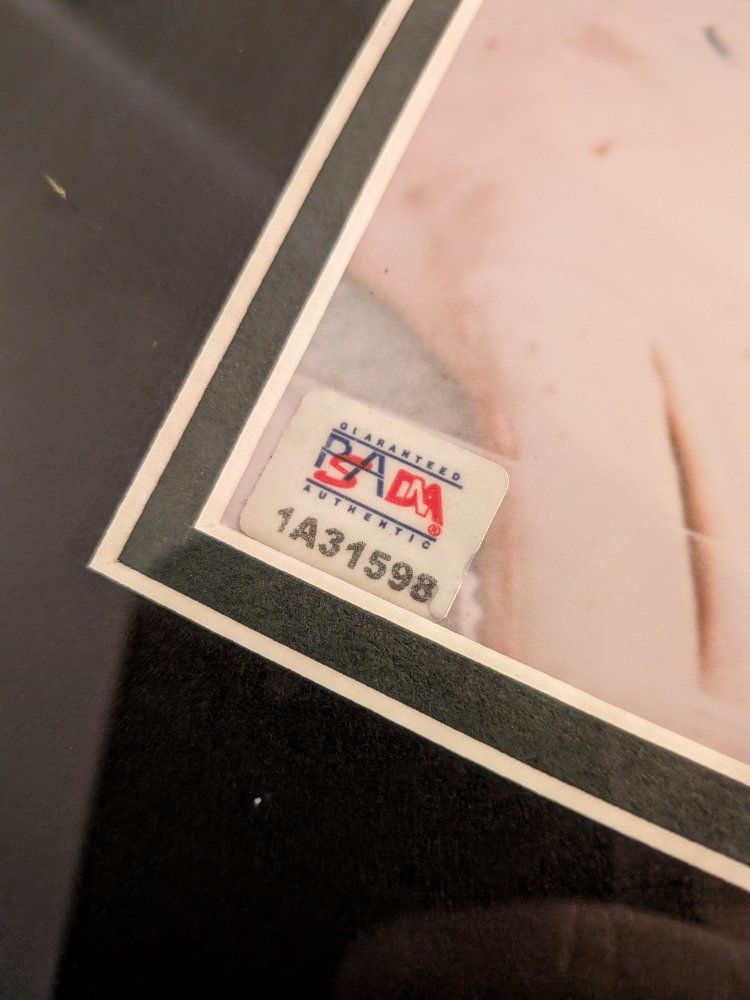 GUARANTEED
PSA DNA®
AUTHENTIC
1A31598